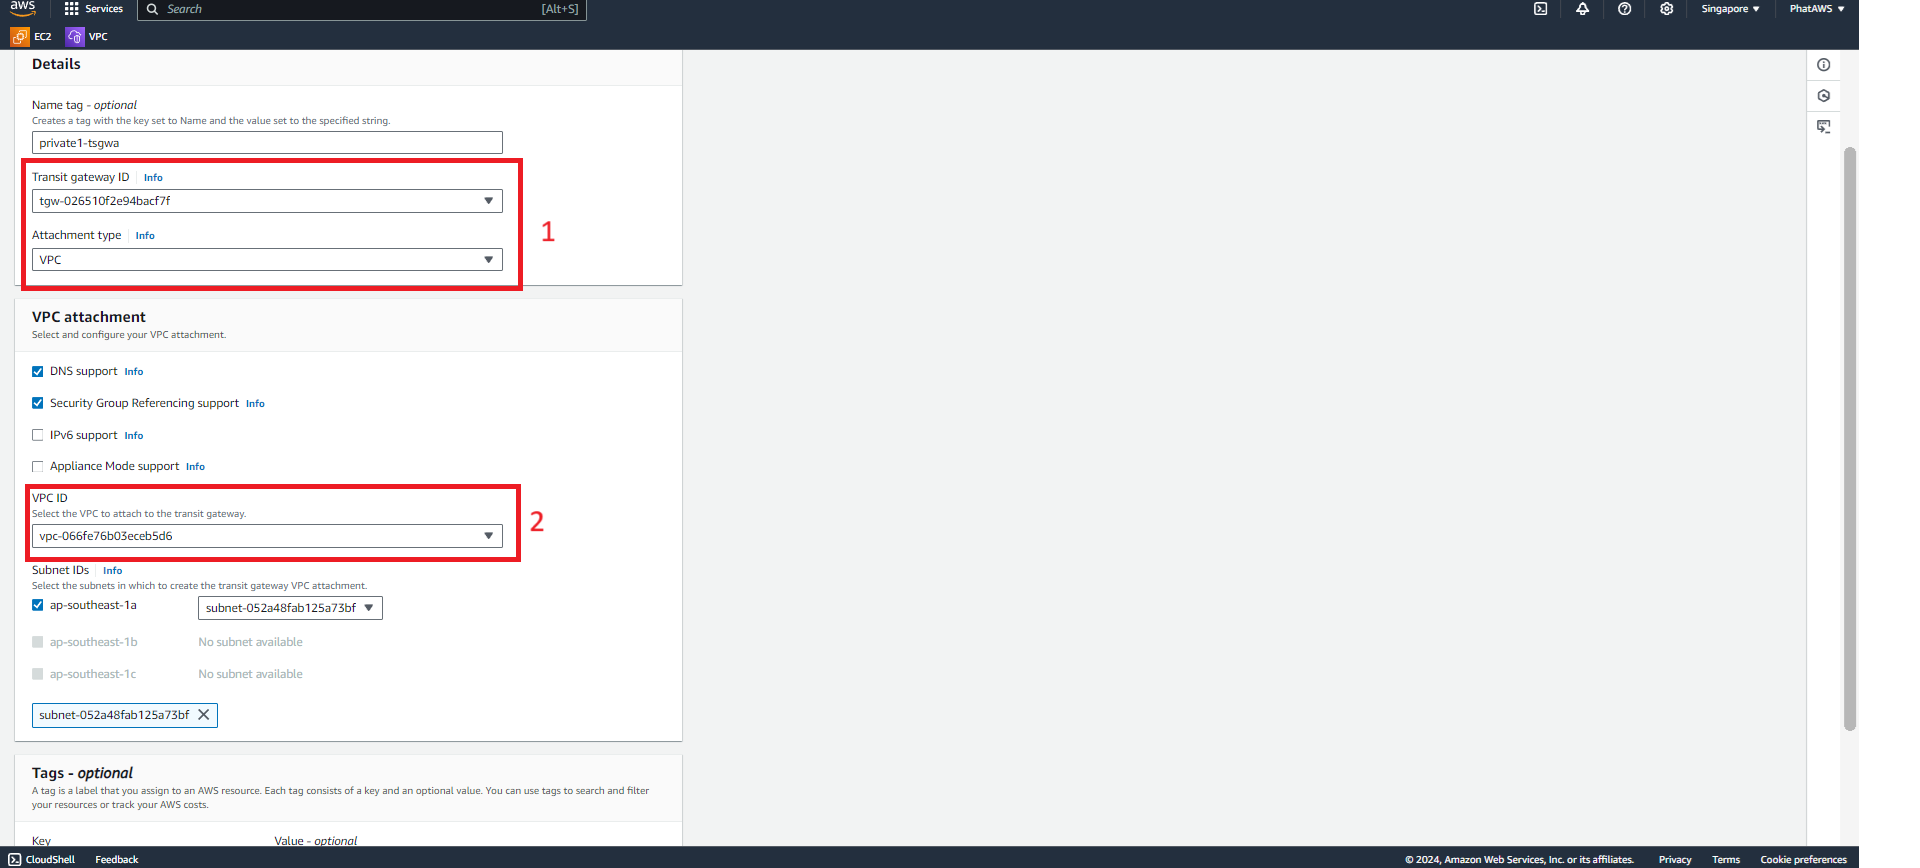 aws Services Search [Alt+S] Singapore PhatAWS
EC2 VPC
Details
Name tag - optional
Creates a tag with the key set to Name and the value set to the specified string.
private1-tsgwa
Transit gateway ID Info
tgw-026510f2e94bacf7f
1
Attachment type Info
VPC
VPC attachment
Select and configure your VPC attachment.
DNS support Info
Security Group Referencing support Info
IPv6 support Info
Appliance Mode support Info
VPC ID
Select the VPC to attach to the transit gateway.
2
vpc-066fe76b03eceb5d6
Subnet IDs Info
Select the subnets in which to create the transit gateway VPC attachment.
ap-southeast-1a subnet-052a48fab125a73bf
ap-southeast-1b No subnet available
ap-southeast-1c No subnet available
subnet-052a48fab125a73bf
Tags - optional
A tag is a label that you assign to an AWS resource. Each tag consists of a key and an optional value. You can use tags to search and filter
your resources or track your AWS costs.
Key Value - optional
CloudShell Feedback © 2024, Amazon Web Services, Inc. or its affiliates. Privacy Terms Cookie preferences